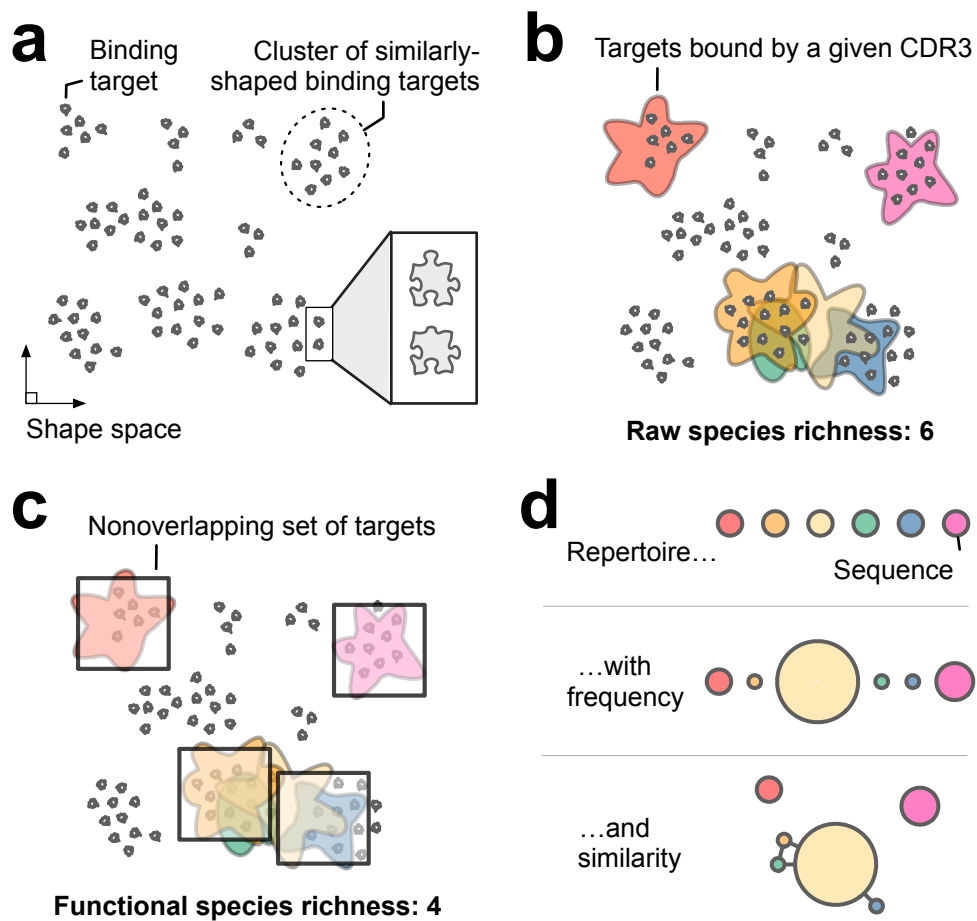 a
Binding
target
Cluster of similarly-
shaped binding targets
Shape space
b
Targets bound by a given CDR3
Raw species richness: 6
c
Nonoverlapping set of targets
Functional species richness: 4
d
Repertoire…
Sequence
…with
frequency
…and
similarity